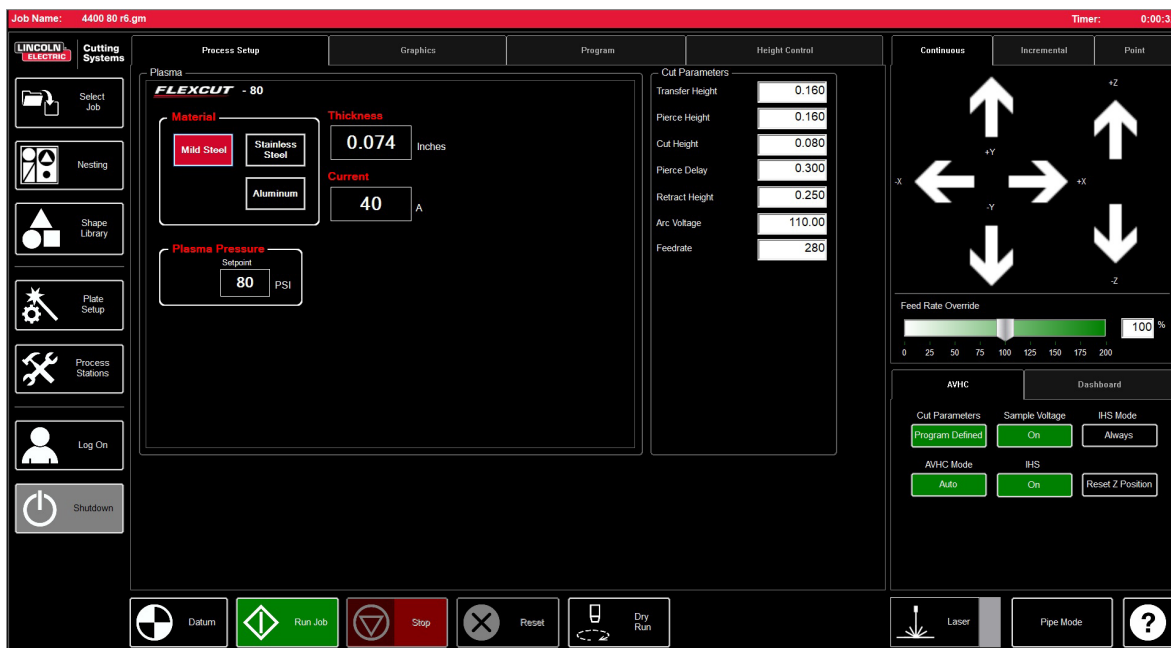 Job Name: 4400 80 r6.gm
Timer: 0:00:3
LINCOLN ELECTRIC
Cutting Systems
Select Job
Nesting
Shape Library
Plate Setup
Process Stations
Log On
Shutdown
Process Setup
Graphics
Program
Height Control
Plasma
FLEXCUT - 80
Material
Mild Steel
Stainless Steel
Aluminum
Thickness
0.074 Inches
Current
40 A
Plasma Pressure
Setpoint
80 PSI
Cut Parameters
Transfer Height 0.160
Pierce Height 0.160
Cut Height 0.080
Pierce Delay 0.300
Retract Height 0.250
Arc Voltage 110.00
Feedrate 280
Continuous
Incremental
Point
+Y
-X
+X
-Y
+Z
-Z
Feed Rate Override
100 %
0 25 50 75 100 125 150 175 200
AVHC
Dashboard
Cut Parameters
Program Defined
Sample Voltage
On
IHS Mode
Always
AVHC Mode
Auto
IHS
On
Reset Z Position
Datum
Run Job
Stop
Reset
Dry Run
Laser
Pipe Mode
?